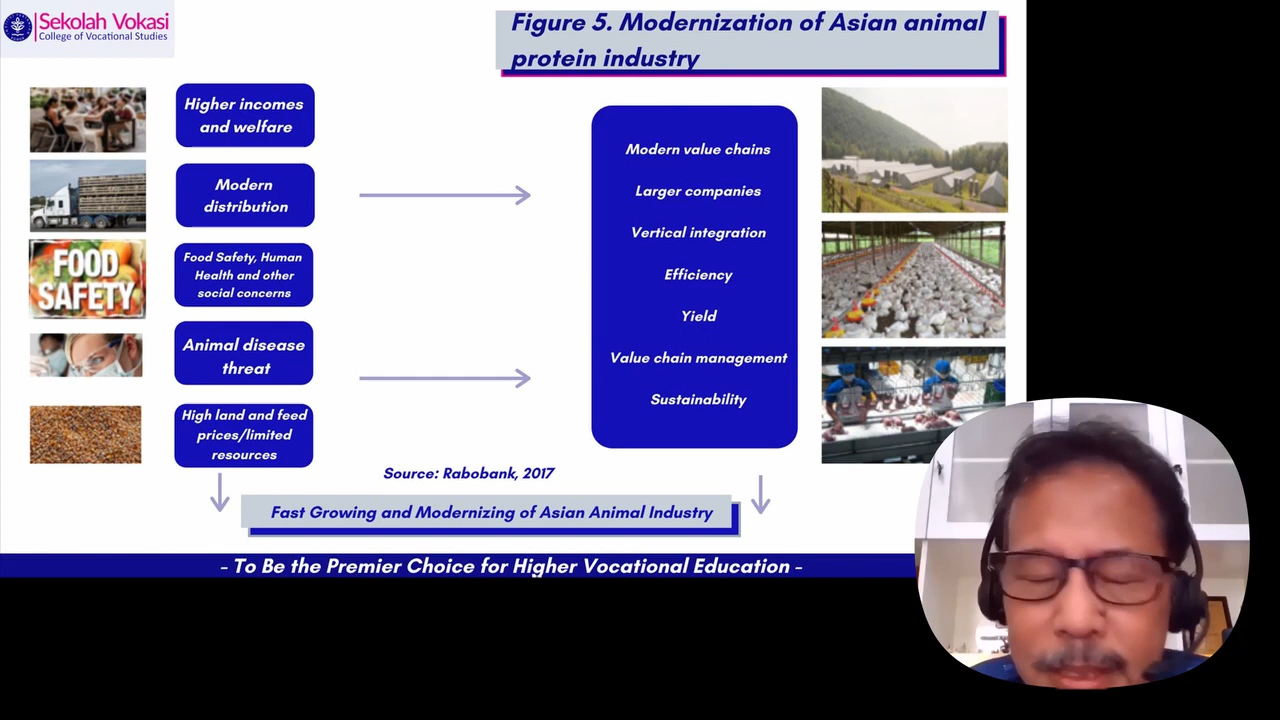 Sekolah Vokasi
College of Vocational Studies
Figure 5. Modernization of Asian animal
protein industry
Higher incomes
and welfare
Modern
distribution
FOOD
SAFETY
Food Safety, Human
Health and other
social concerns
Animal disease
threat
High land and feed
prices/limited
resources
Modern value chains
Larger companies
Vertical integration
Efficiency
Yield
Value chain management
Sustainability
Source: Rabobank, 2017
Fast Growing and Modernizing of Asian Animal Industry
- To Be the Premier Choice for Higher Vocational Education -